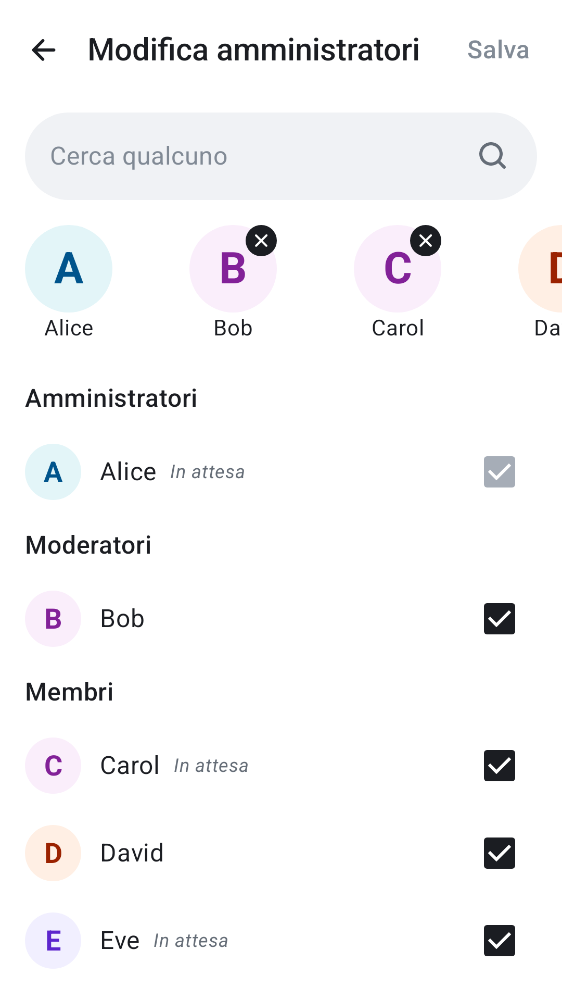 Modifica amministratori Salva
Cerca qualcuno
A B C D
Alice Bob Carol Da
Amministratori
A Alice In attesa
Moderatori
B Bob
Membri
C Carol In attesa
D David
E Eve In attesa